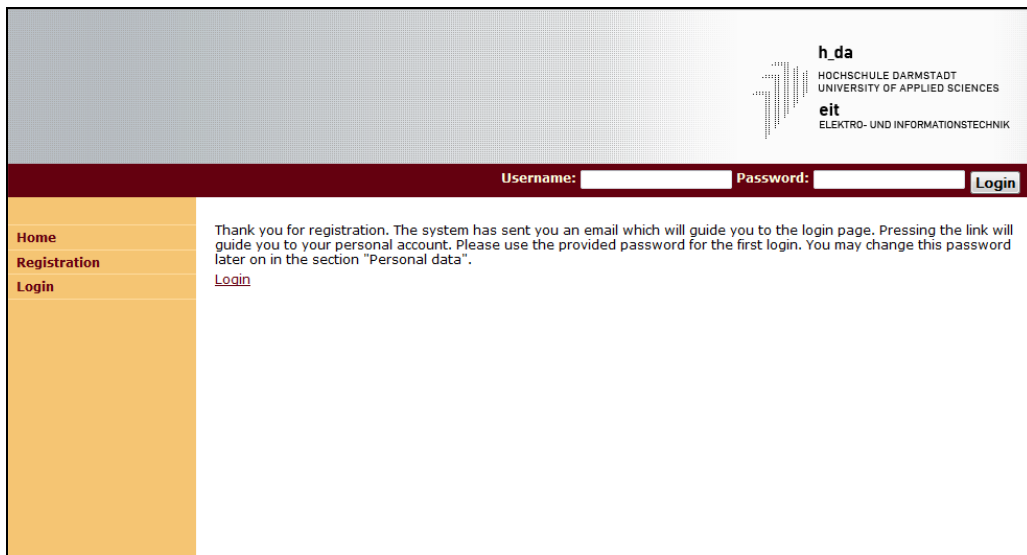 h_da
HOCHSCHULE DARMSTADT
UNIVERSITY OF APPLIED SCIENCES
eit
ELEKTRO- UND INFORMATIONSTECHNIK
Username: Password: Login
Home
Registration
Login
Thank you for registration. The system has sent you an email which will guide you to the login page. Pressing the link will
guide you to your personal account. Please use the provided password for the first login. You may change this password
later on in the section "Personal data".
Login